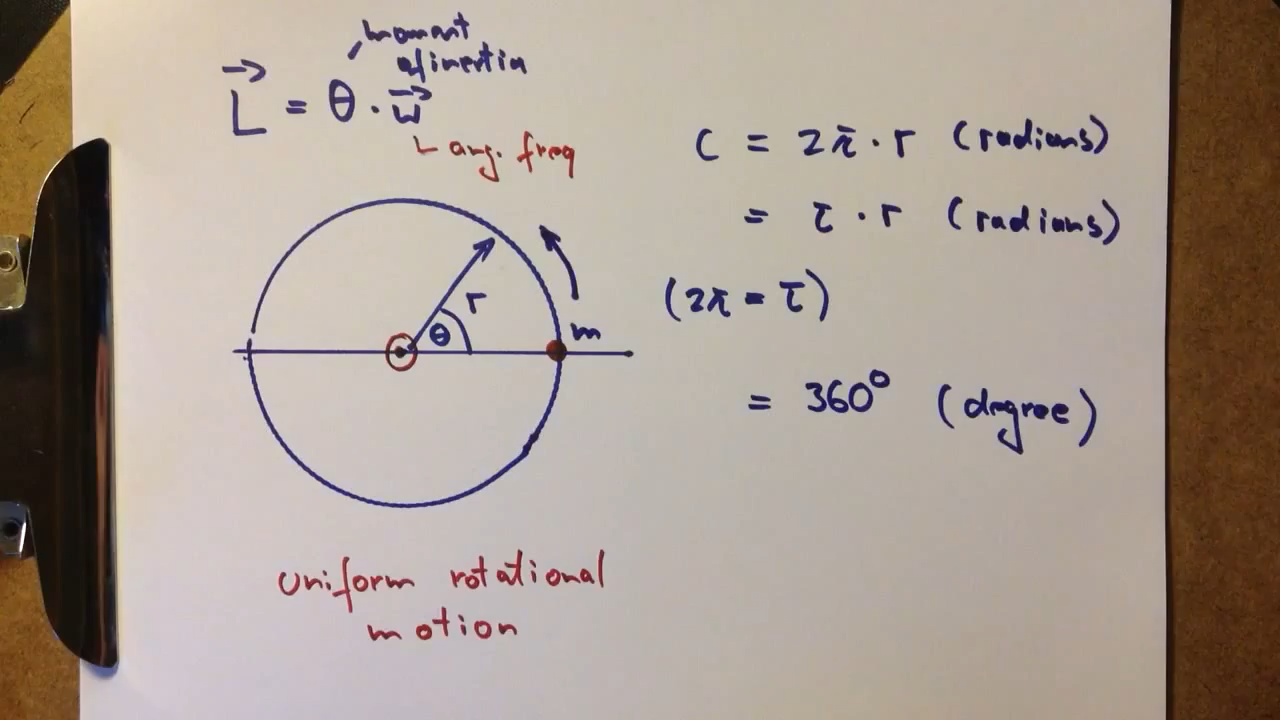 moment
of inertia
L⃗ = θ · w⃗
ang. freq
C = 2π · r (radians)
= τ · r (radians)
(2π = τ)
r
θ
m
= 360° (degree)
uniform rotational
motion